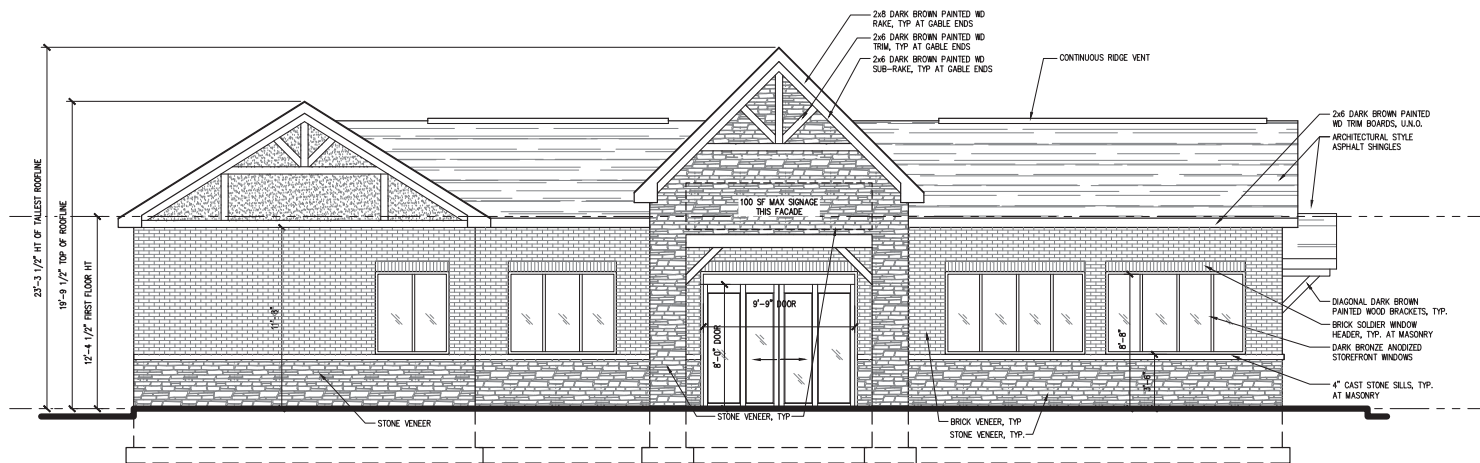 2x8 DARK BROWN PAINTED WD
RAKE, TYP AT GABLE ENDS
2x6 DARK BROWN PAINTED WD
TRIM, TYP AT GABLE ENDS
2x6 DARK BROWN PAINTED WD
SUB-RAKE, TYP AT GABLE ENDS
CONTINUOUS RIDGE VENT
2x6 DARK BROWN PAINTED
WD TRIM BOARDS, U.N.O.
ARCHITECTURAL STYLE
ASPHALT SHINGLES
23'-3 1/2" HT OF TALLEST ROOFLINE
19'-9 1/2" TOP OF ROOFLINE
12'-4 1/2" FIRST FLOOR HT
100 SF MAX SIGNAGE
THIS FACADE
11'-8"
9'-9" DOOR
8'-0" DOOR
8'-8"
3'-6"
DIAGONAL DARK BROWN
PAINTED WOOD BRACKETS, TYP.
BRICK SOLDIER WINDOW
HEADER, TYP. AT MASONRY
DARK BRONZE ANODIZED
STOREFRONT WINDOWS
4" CAST STONE SILLS, TYP.
AT MASONRY
STONE VENEER
STONE VENEER, TYP
BRICK VENEER, TYP
STONE VENEER, TYP.